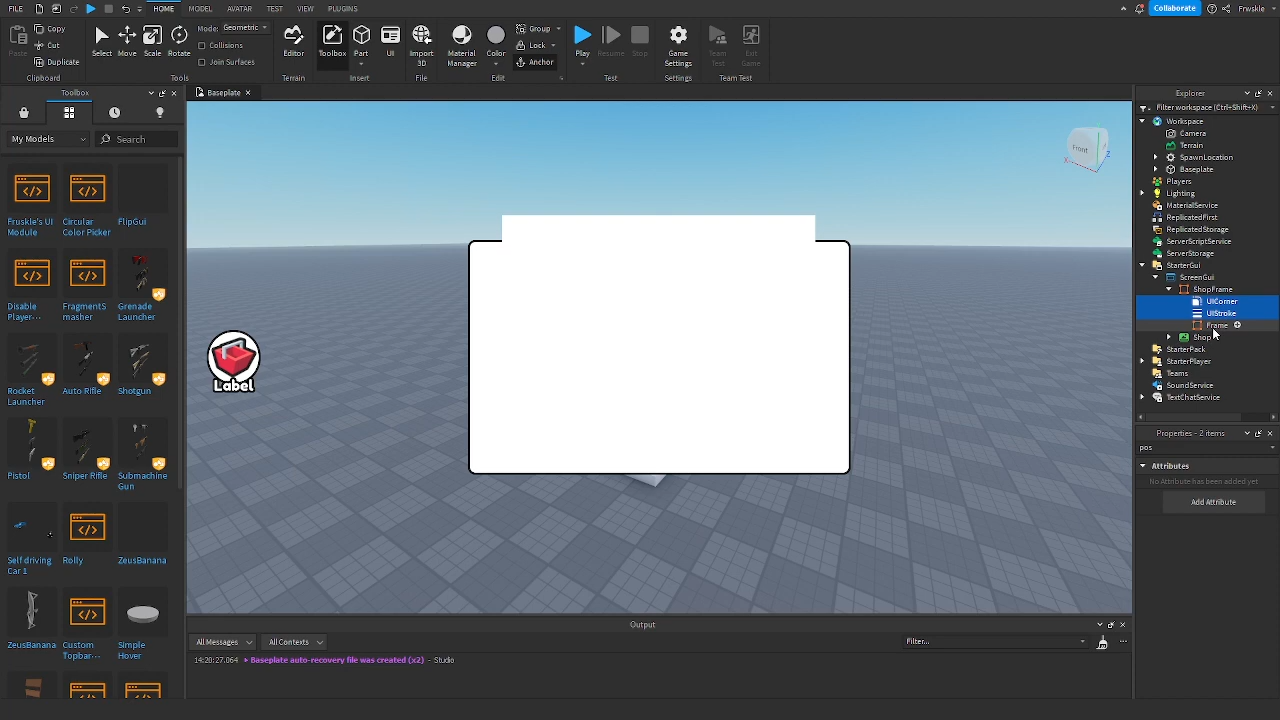 FILE HOME MODEL AVATAR TEST VIEW PLUGINS Collaborate Frwskle
Paste Copy Cut Duplicate Select Move Scale Rotate Mode: Geometric Collisions Join Surfaces Editor Toolbox Part UI Import 3D Material Manager Color Group Lock Anchor Play Resume Stop Game Settings Team Test Exit Game
Clipboard Tools Terrain Insert File Edit Test Settings Team Test
Toolbox
My Models Search
Fruskle's UI Module
Circular Color Picker
FlipGui
Disable Player-···
FragmentSmasher
Grenade Launcher
Rocket Launcher
Auto Rifle
Shotgun
Pistol
Sniper Rifle
Submachine Gun
Self driving Car 1
Rolly
ZeusBanana
ZeusBanana
Custom Topbar-···
Simple Hover
Baseplate
Front
X Z
Label
Output
All Messages All Contexts Filter...
14:20:27.064 Baseplate auto-recovery file was created (x2) - Studio
Explorer
Filter workspace (Ctrl+Shift+X)
Workspace
Camera
Terrain
SpawnLocation
Baseplate
Players
Lighting
MaterialService
ReplicatedFirst
ReplicatedStorage
ServerScriptService
ServerStorage
StarterGui
ScreenGui
ShopFrame
UICorner
UIStroke
Frame
Shop
StarterPack
StarterPlayer
Teams
SoundService
TextChatService
Properties - 2 items
pos
Attributes
No Attribute has been added yet
Add Attribute